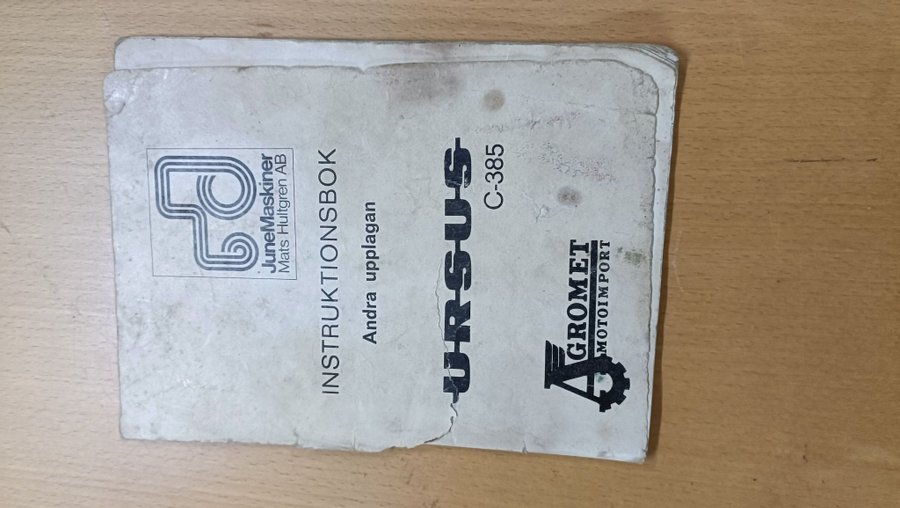 JuneMaskiner
Mats Hultgren AB
INSTRUKTIONSBOK
Andra upplagan
URSUS
C-385
AGROMET
MOTOIMPORT